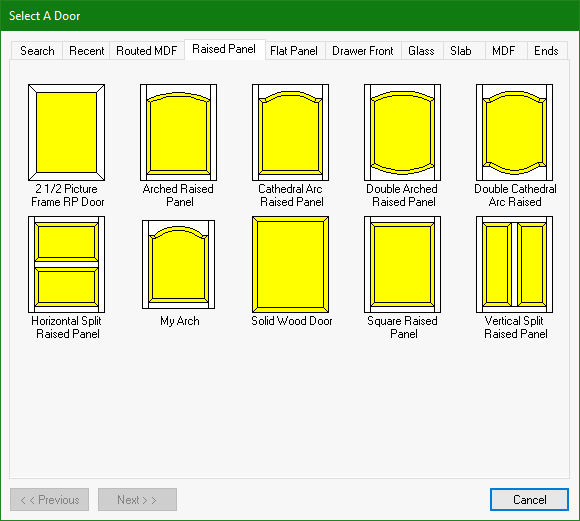 Select A Door
Search Recent Routed MDF Raised Panel Flat Panel Drawer Front Glass Slab MDF Ends
2 1/2 Picture
Frame RP Door
Arched Raised
Panel
Cathedral Arc
Raised Panel
Double Arched
Raised Panel
Double Cathedral
Arc Raised
Horizontal Split
Raised Panel
My Arch
Solid Wood Door
Square Raised
Panel
Vertical Split
Raised Panel
< < Previous
Next > >
Cancel